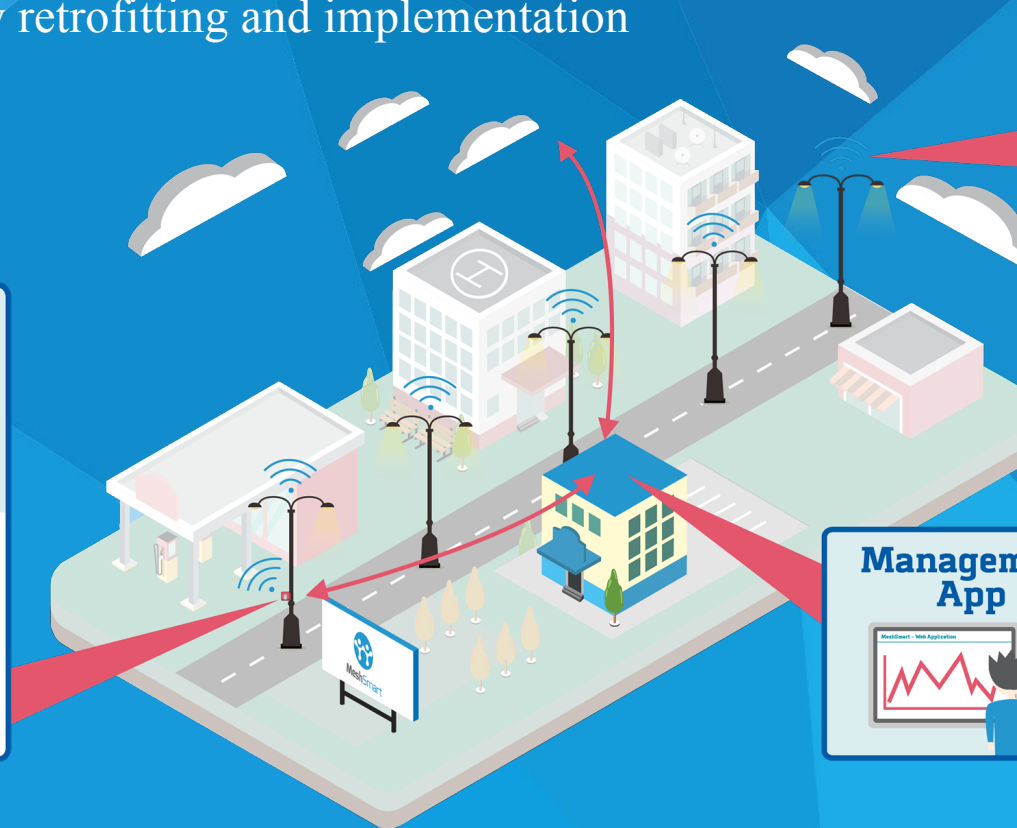 retrofitting and implementation
H
MeshSmart
Managem
App
MeshSmart - Web Application